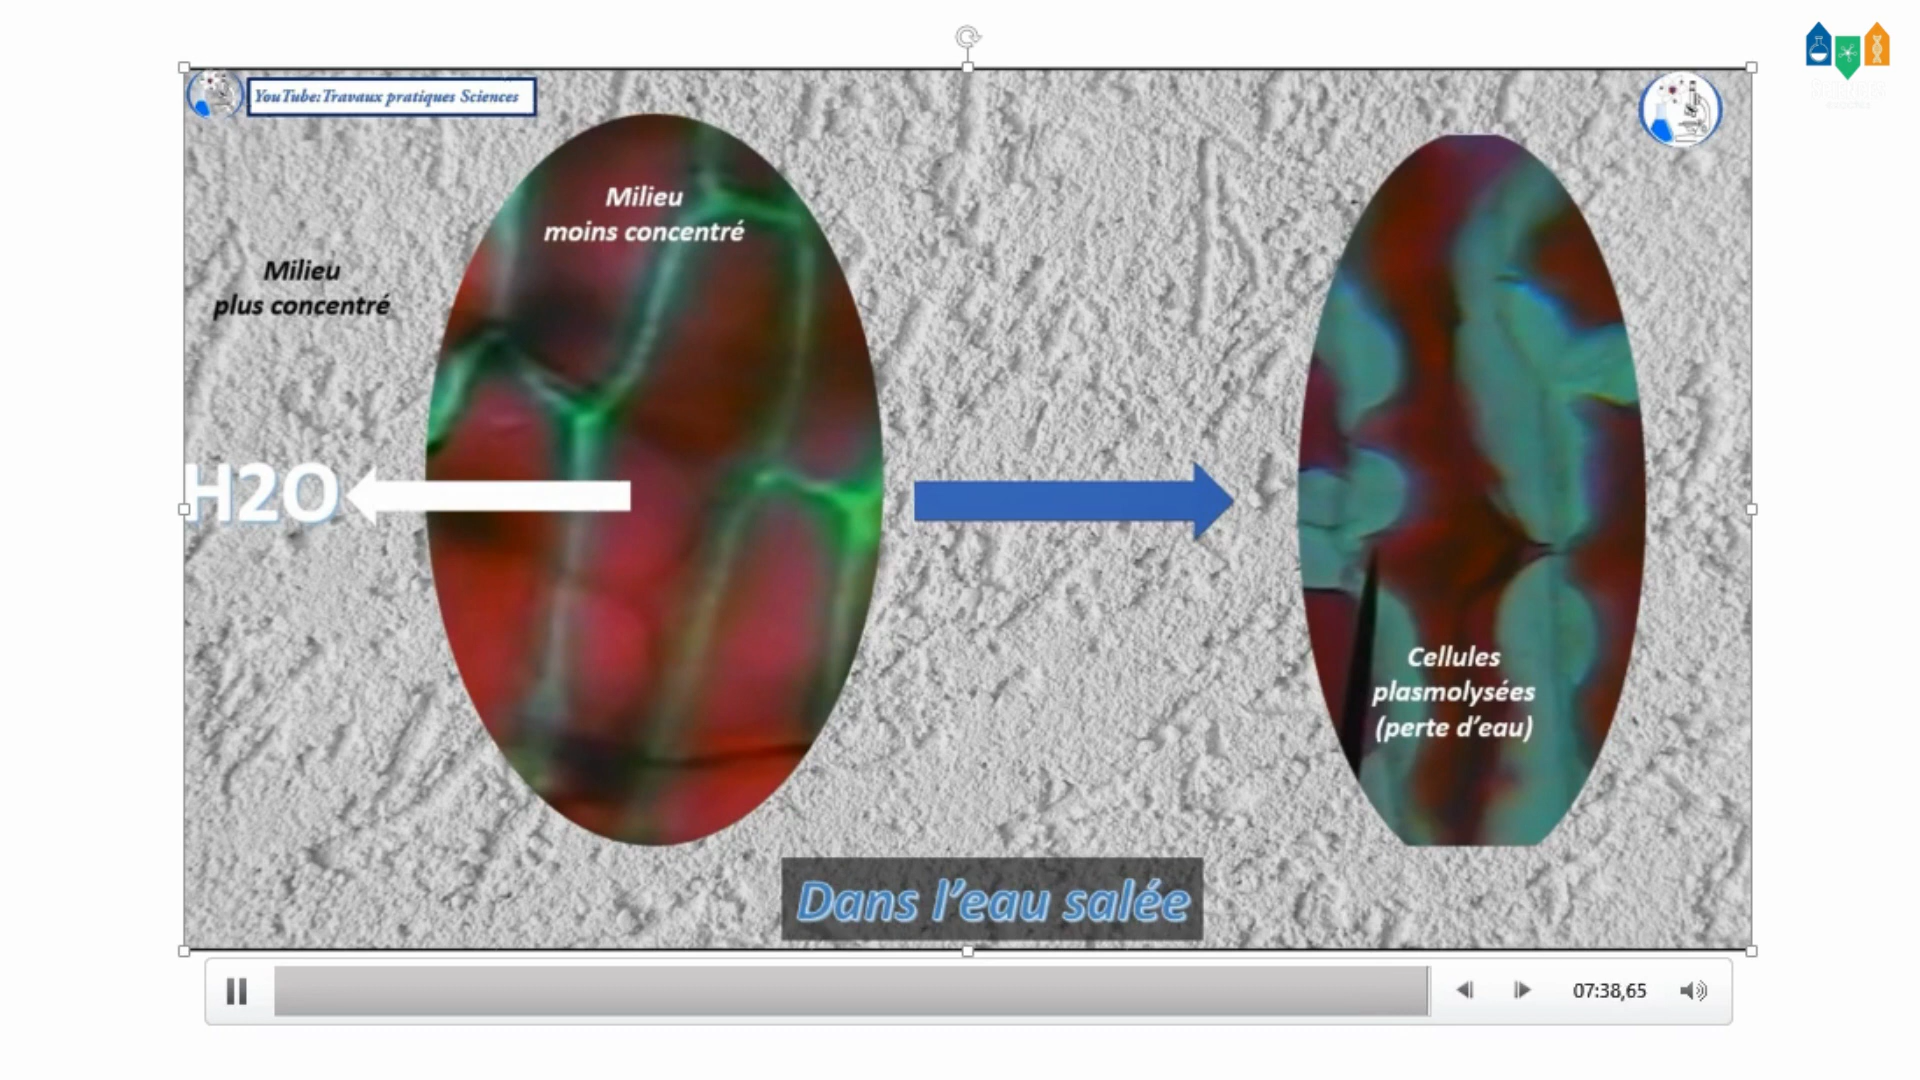 YouTube: Travaux pratiques Sciences
Milieu
moins concentré
Milieu
plus concentré
H2O
Cellules
plasmolysées
(perte d'eau)
Dans l'eau salée
07:38,65